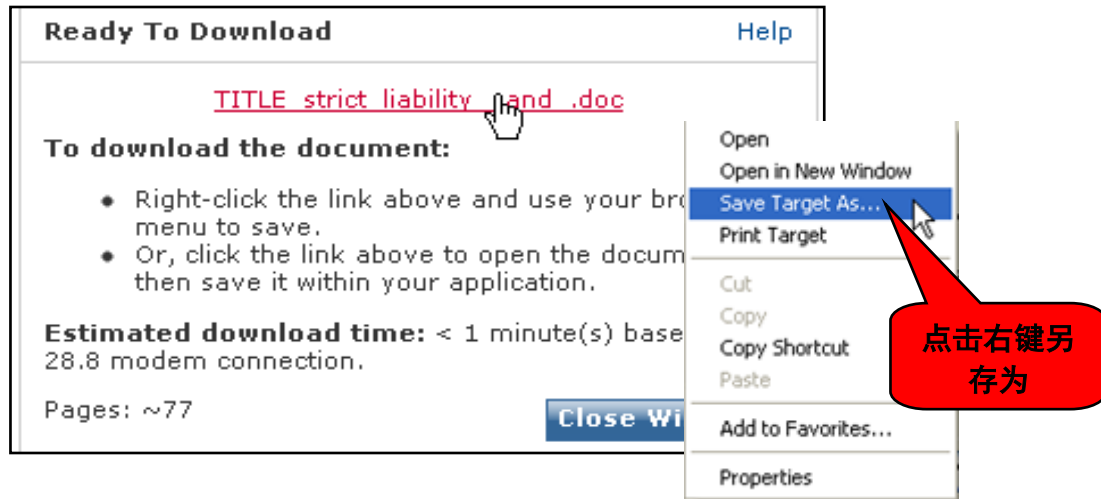 Ready To Download
Help
TITLE strict liability and .doc
To download the document:
• Right-click the link above and use your
menu to save.
• Or, click the link above to open the
then save it within your application.
Estimated download time: < 1 minute(s)
28.8 modem connection.
Pages: ~77
Close
Open
Open in New Window
Save Target As...
Print Target
Cut
Copy
Copy Shortcut
Paste
Add to Favorites...
Properties
点击右键另
存为